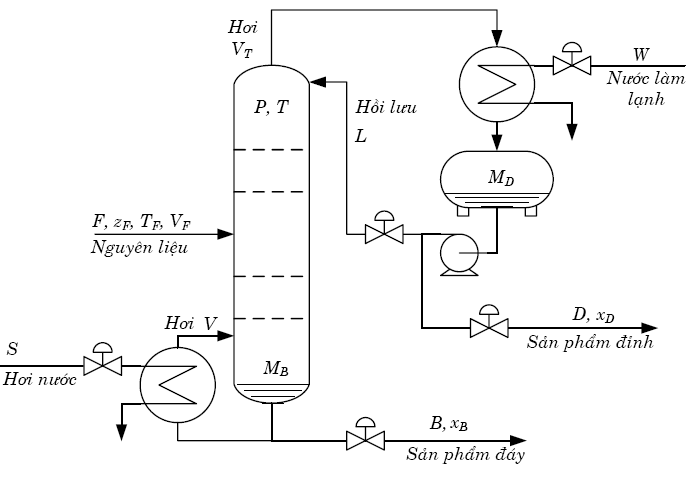 Hơi
V_T
P, T
Hồi lưu
L
W
Nước làm
lạnh
M_D
F, z_F, T_F, V_F
Nguyên liệu
Hơi V
D, x_D
Sản phẩm đỉnh
S
Hơi nước
M_B
B, x_B
Sản phẩm đáy